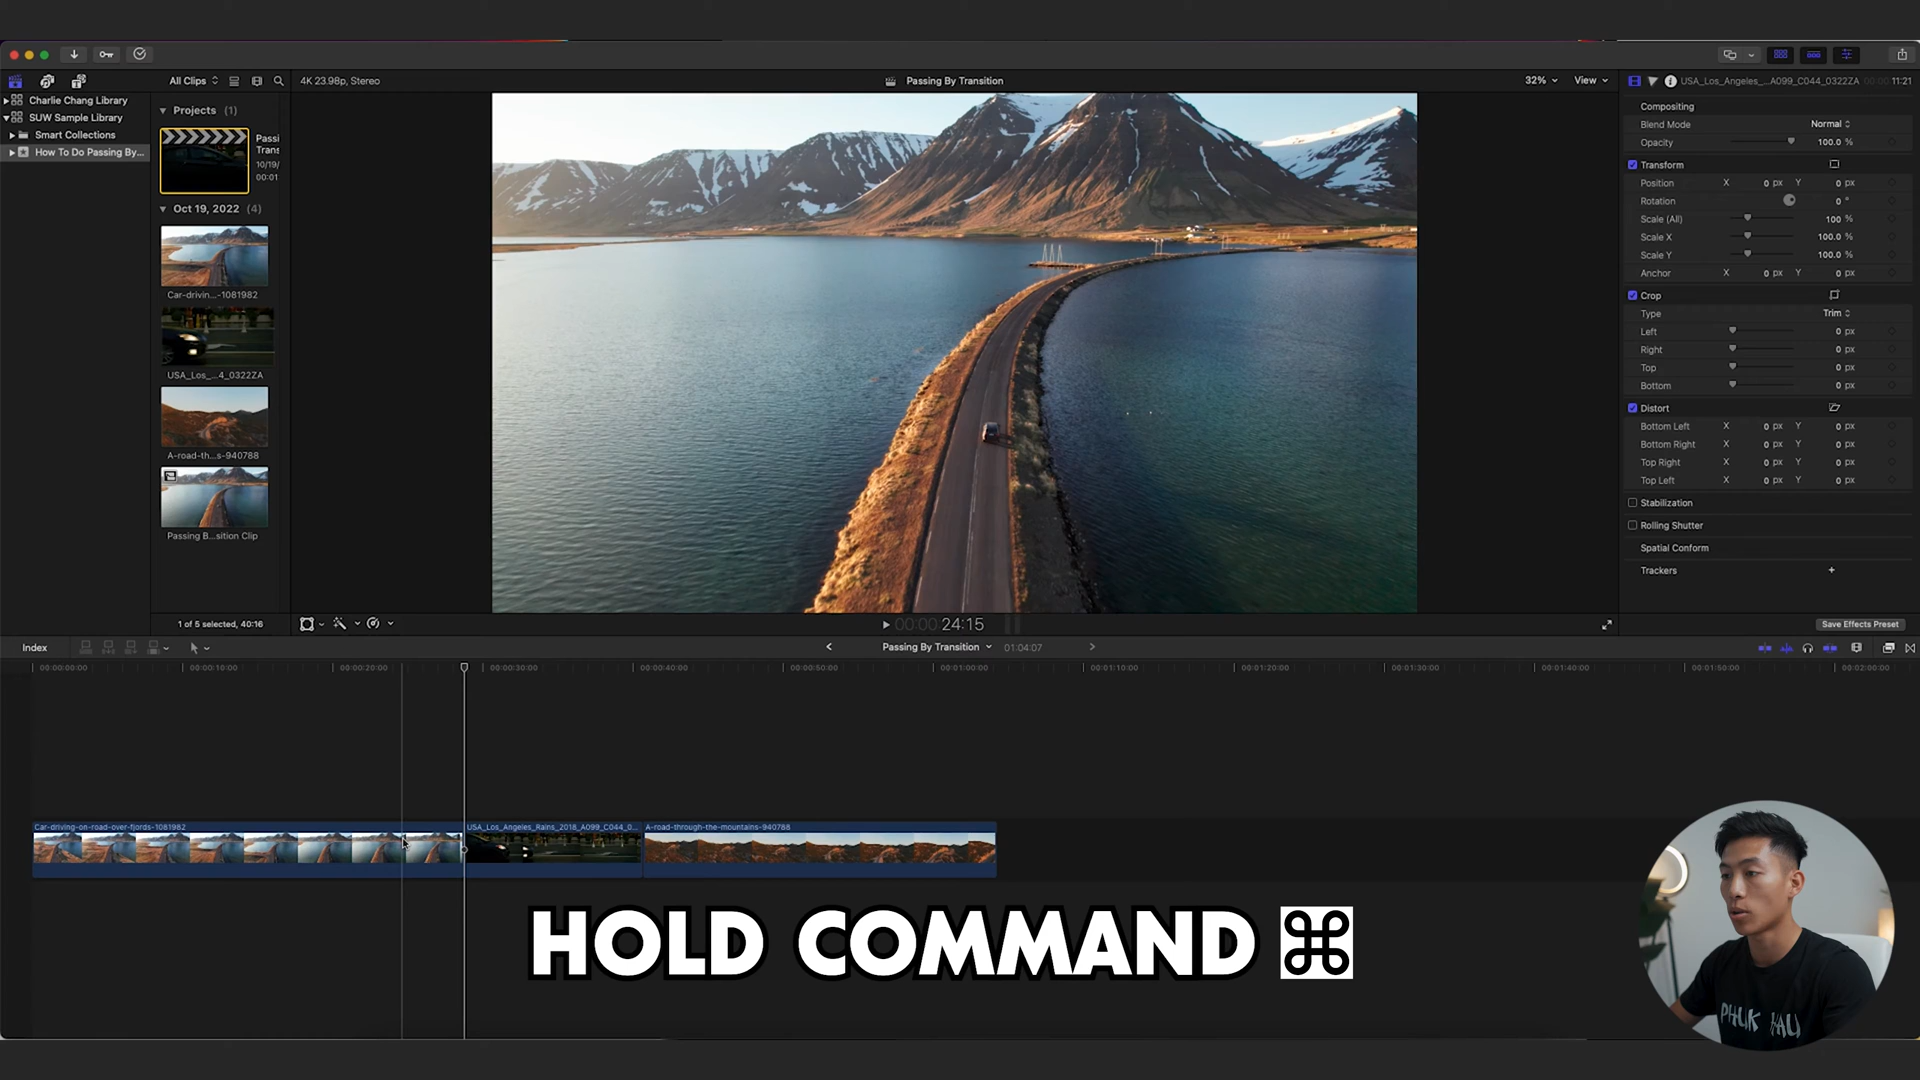 All Clips
4K 23.98p, Stereo
Passing By Transition
32%
View
USA_Los_Angeles_...A099_C044_0322ZA
11:21
Charlie Chang Library
SUW Sample Library
Smart Collections
How To Do Passing By...
Projects (1)
Passi
Trans
10/19/
00:01
Oct 19, 2022 (4)
Car-drivin...-1081982
USA_Los_...4_0322ZA
A-road-th...s-940788
Passing B...sition Clip
1 of 5 selected, 40:16
00:00:24:15
Compositing
Blend Mode Normal
Opacity 100.0 %
Transform
Position X 0 px Y 0 px
Rotation 0 °
Scale (All) 100 %
Scale X 100.0 %
Scale Y 100.0 %
Anchor X 0 px Y 0 px
Crop
Type Trim
Left 0 px
Right 0 px
Top 0 px
Bottom 0 px
Distort
Bottom Left X 0 px Y 0 px
Bottom Right X 0 px Y 0 px
Top Right X 0 px Y 0 px
Top Left X 0 px Y 0 px
Stabilization
Rolling Shutter
Spatial Conform
Trackers
Save Effects Preset
Index
Passing By Transition
01:04:07
00:00:00:00 00:00:10:00 00:00:20:00 00:00:30:00 00:00:40:00 00:00:50:00 00:01:00:00 00:01:10:00 00:01:20:00 00:01:30:00 00:01:40:00 00:01:50:00 00:02:00:00
Car-driving-on-road-over-fjords-1081982
USA_Los_Angeles_Rains_2018_A099_C044_0...
A-road-through-the-mountains-940788
HOLD COMMAND ⌘